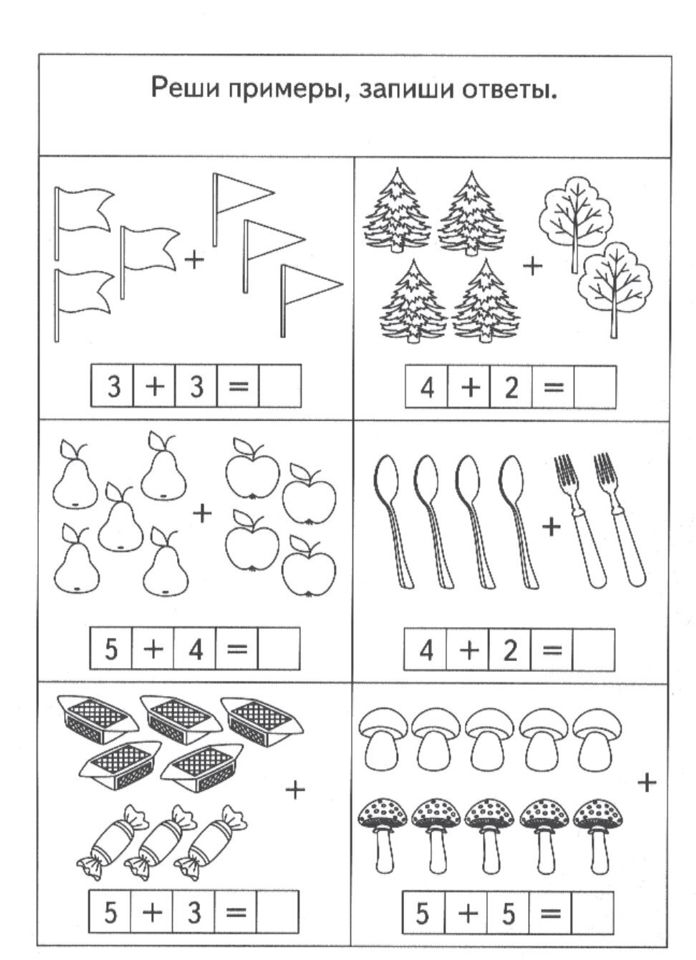 Реши примеры, запиши ответы.
+
+
3 + 3 =
4 + 2 =
+
+
5 + 4 =
4 + 2 =
+
+
5 + 3 =
5 + 5 =